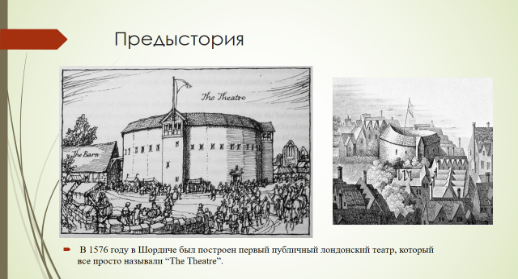 Предыстория
The Theatre
The Barn
В 1576 году в Шордиче был построен первый публичный лондонский театр, который
все просто называли “The Theatre”.